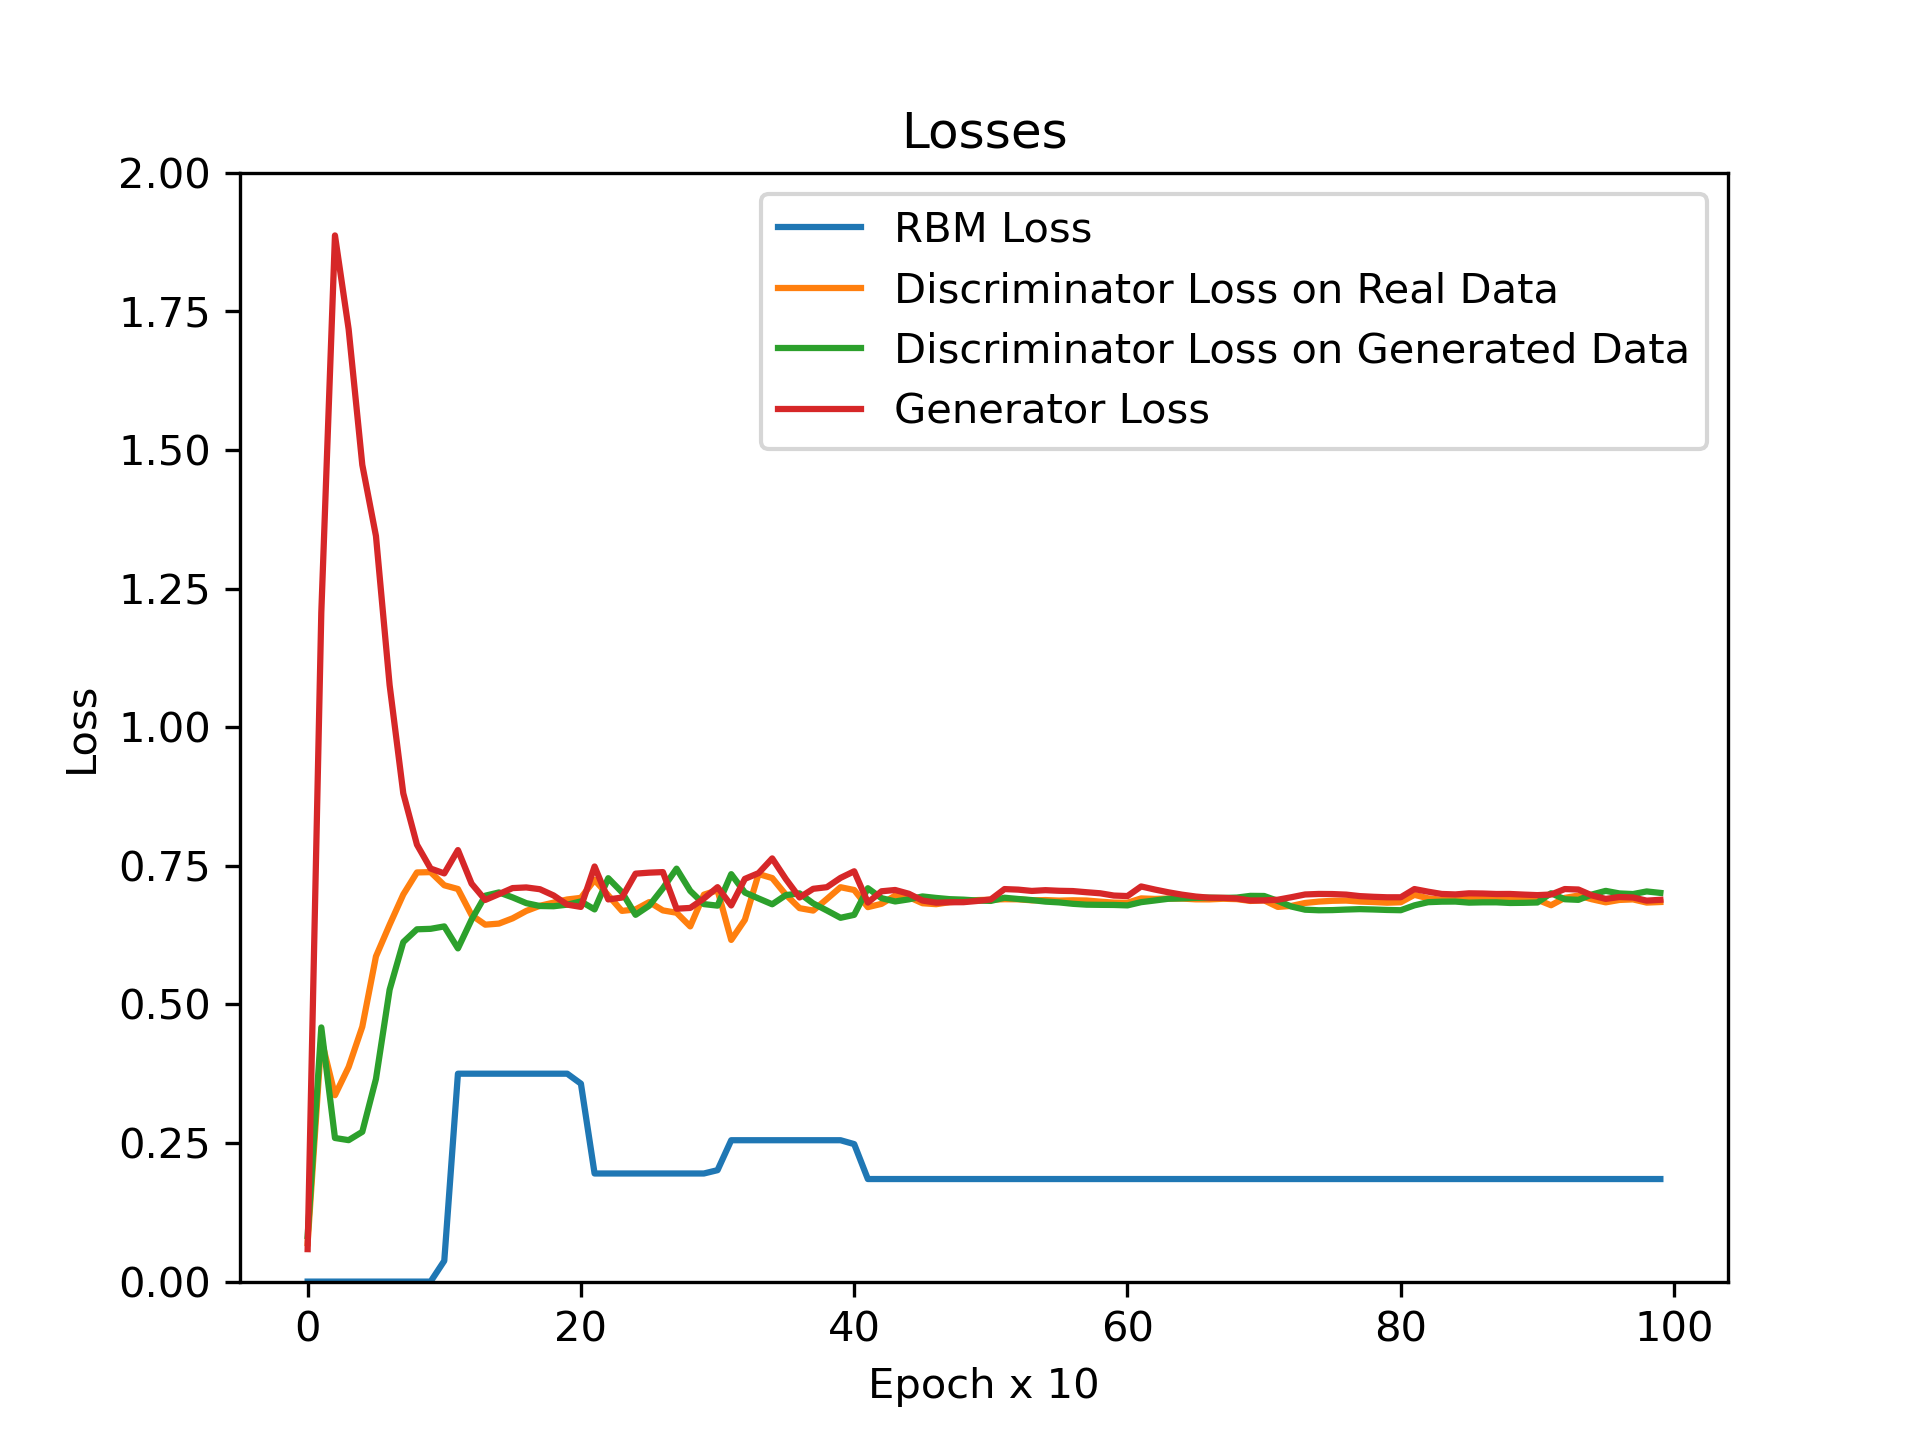 Losses
2.00
1.75
1.50
1.25
1.00
0.75
0.50
0.25
0.00
Loss
RBM Loss
Discriminator Loss on Real Data
Discriminator Loss on Generated Data
Generator Loss
0 20 40 60 80 100
Epoch x 10